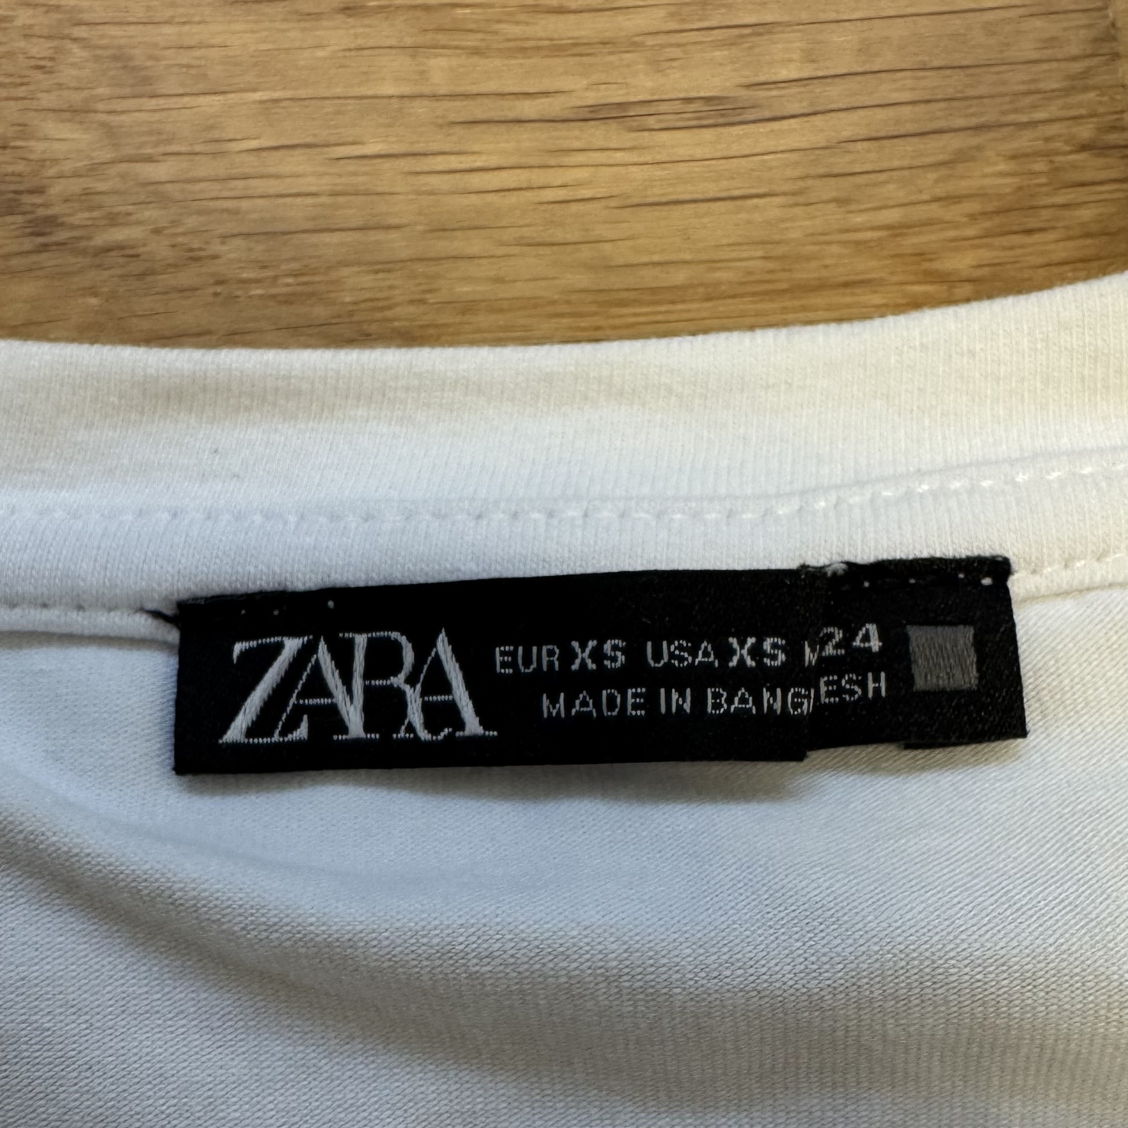 ZARA
EUR XS USA XS 24
MADE IN BANG ESH